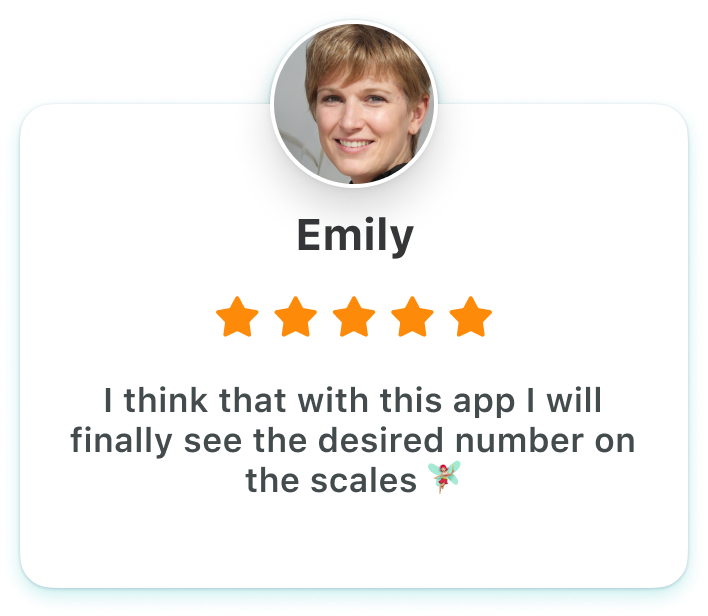 Emily
I think that with this app I will
finally see the desired number on
the scales 🧚‍♀️